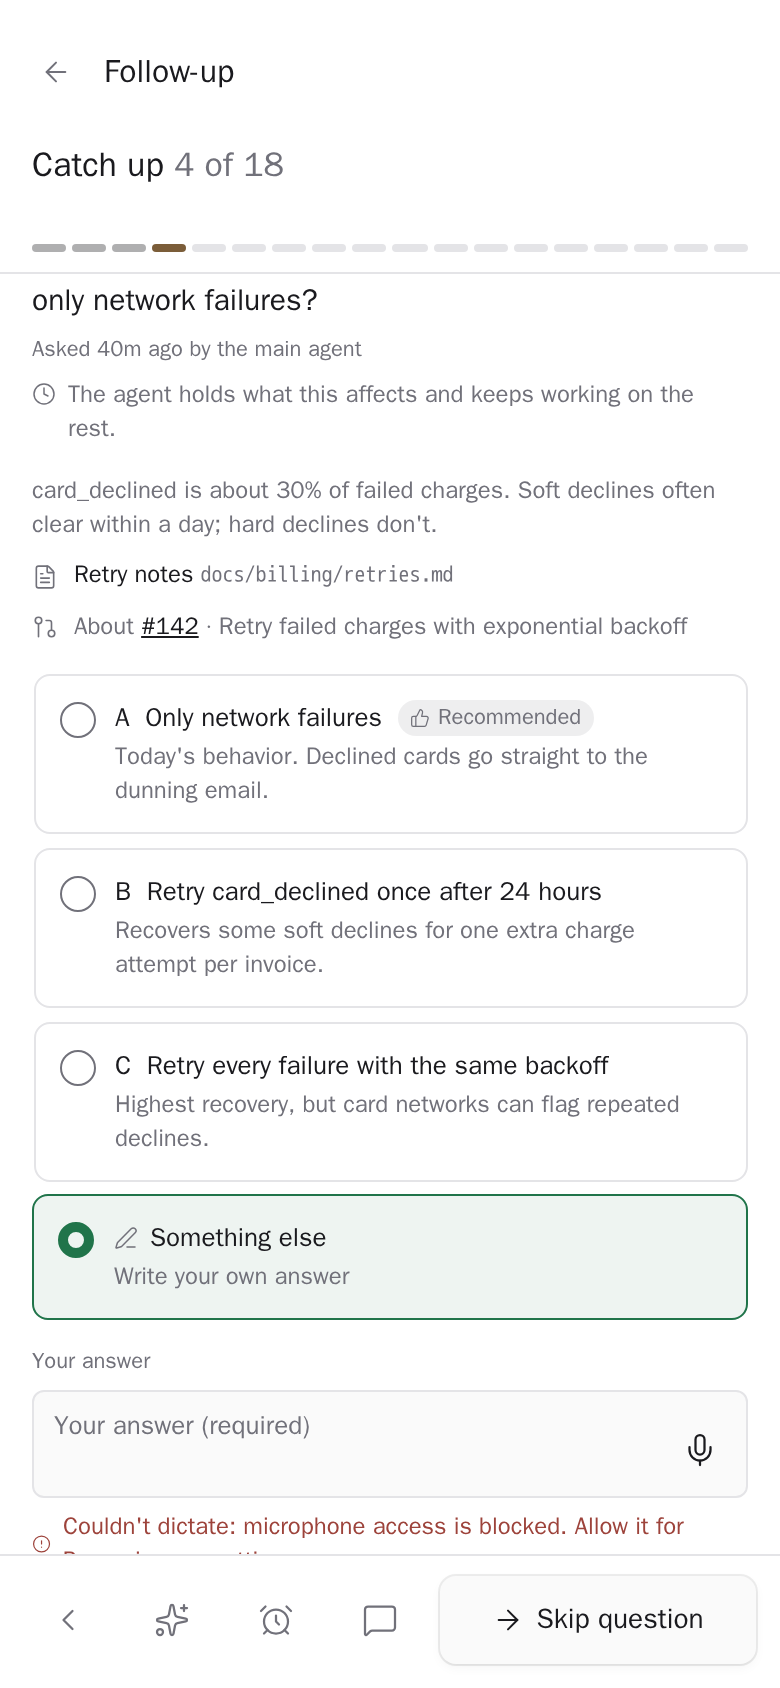 Follow-up
Catch up 4 of 18
only network failures?
Asked 40m ago by the main agent
The agent holds what this affects and keeps working on the
rest.
card_declined is about 30% of failed charges. Soft declines often
clear within a day; hard declines don't.
Retry notes docs/billing/retries.md
About #142 · Retry failed charges with exponential backoff
A Only network failures Recommended
Today's behavior. Declined cards go straight to the
dunning email.
B Retry card_declined once after 24 hours
Recovers some soft declines for one extra charge
attempt per invoice.
C Retry every failure with the same backoff
Highest recovery, but card networks can flag repeated
declines.
Something else
Write your own answer
Your answer
Your answer (required)
Couldn't dictate: microphone access is blocked. Allow it for
Skip question